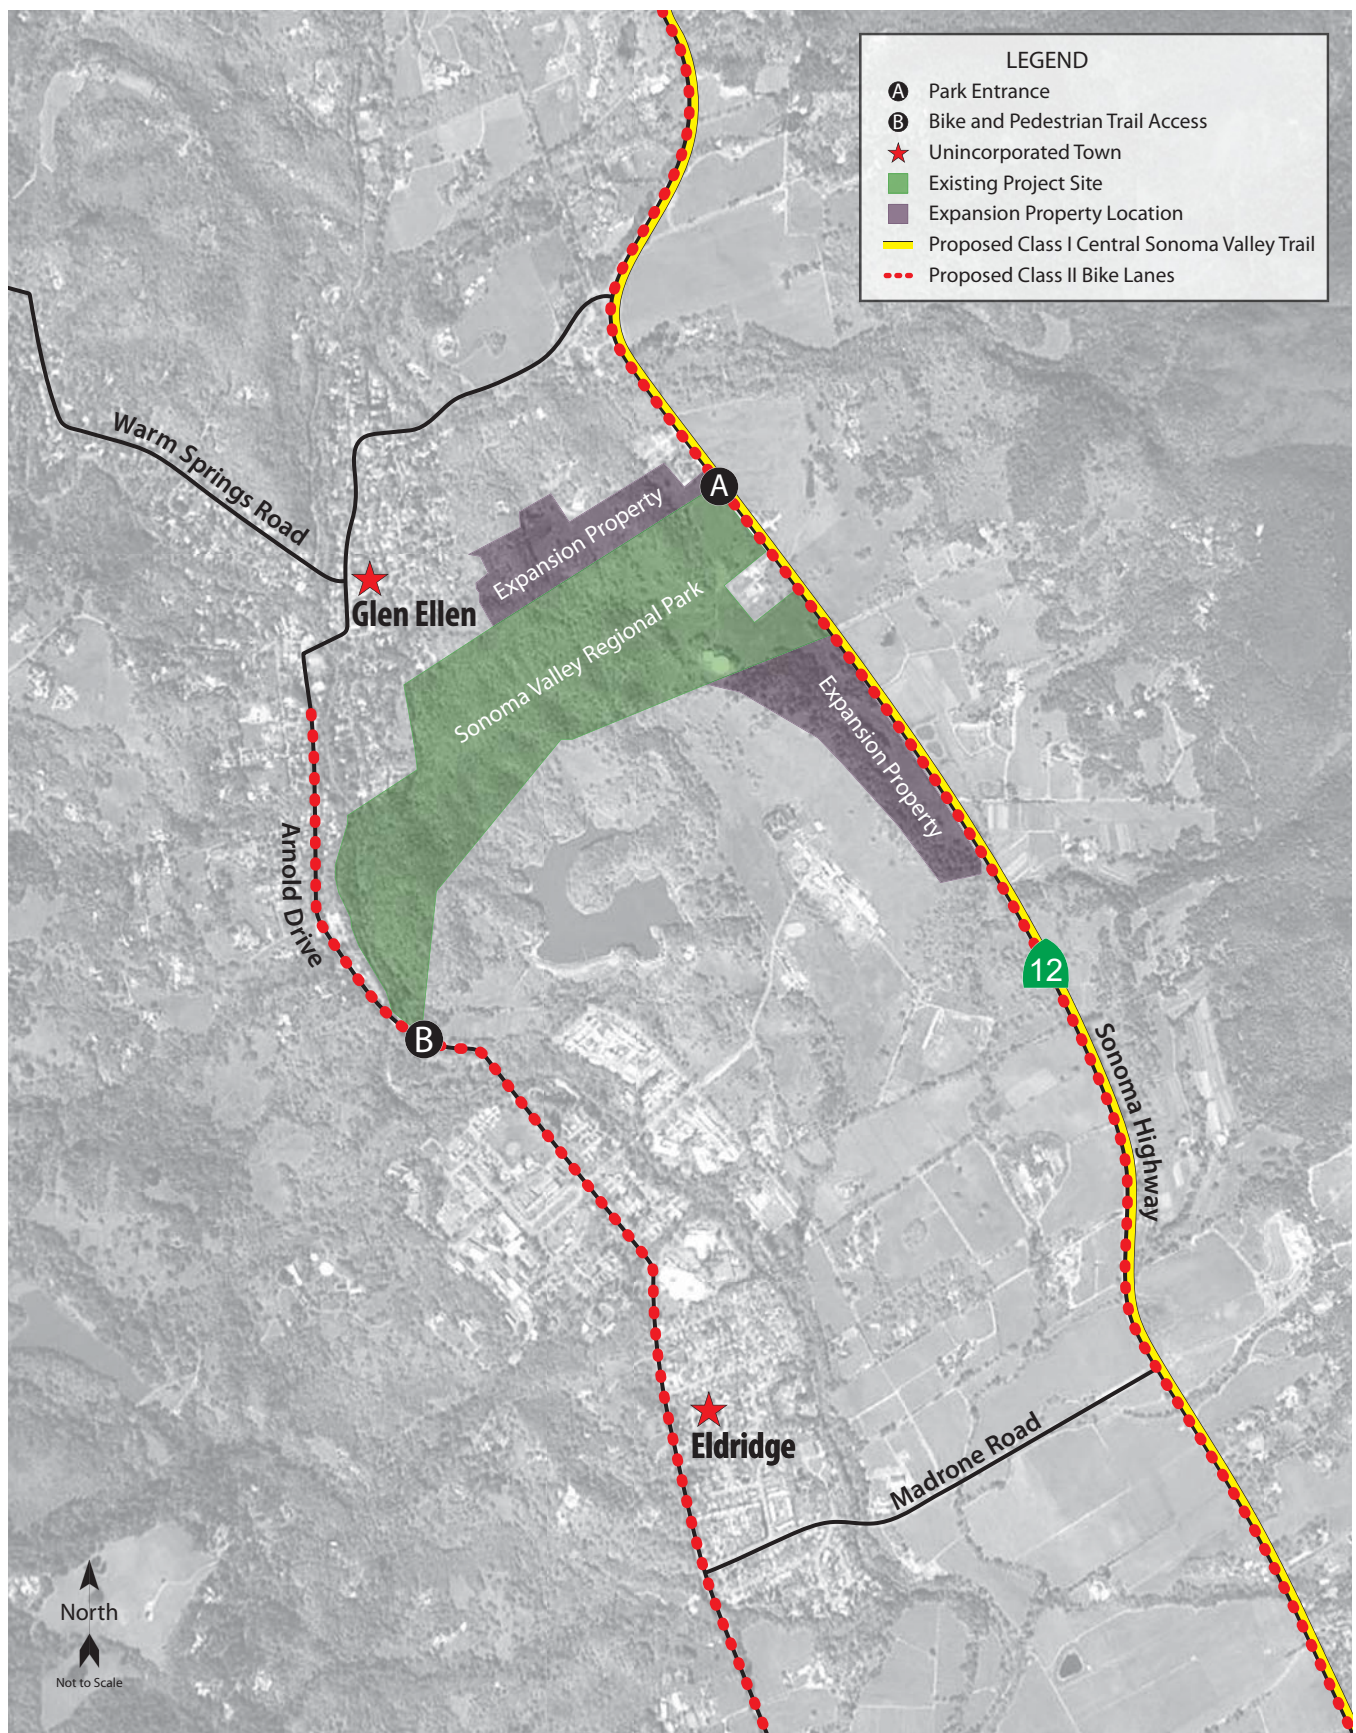 LEGEND
A Park Entrance
B Bike and Pedestrian Trail Access
Unincorporated Town
Existing Project Site
Expansion Property Location
Proposed Class I Central Sonoma Valley Trail
Proposed Class II Bike Lanes
Warm Springs Road
A
Expansion Property
Glen Ellen
Sonoma Valley Regional Park
Expansion Property
Arnold Drive
12
B
Sonoma Highway
Eldridge
Madrone Road
North
Not to Scale